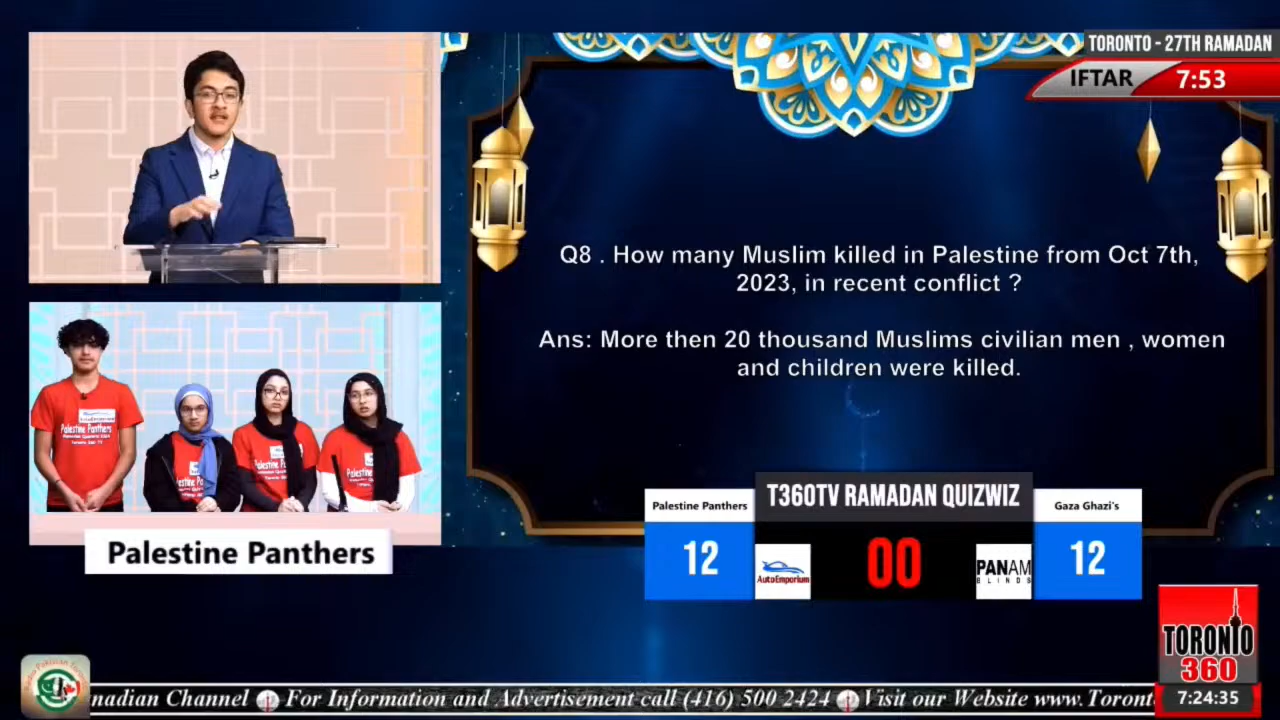 TORONTO - 27TH RAMADAN
IFTAR 7:53
Q8 . How many Muslim killed in Palestine from Oct 7th,
2023, in recent conflict ?
Ans: More then 20 thousand Muslims civilian men , women
and children were killed.
Palestine Panthers
Palestine Panthers
T360TV RAMADAN QUIZWIZ
Palestine Panthers
Gaza Ghazi's
12
AutoEmporium
00
PANAM
BLINDS
12
TORONTO
360
7:24:35
nadian Channel For Information and Advertisement call (416) 500 2424 Visit our Website www.Toront